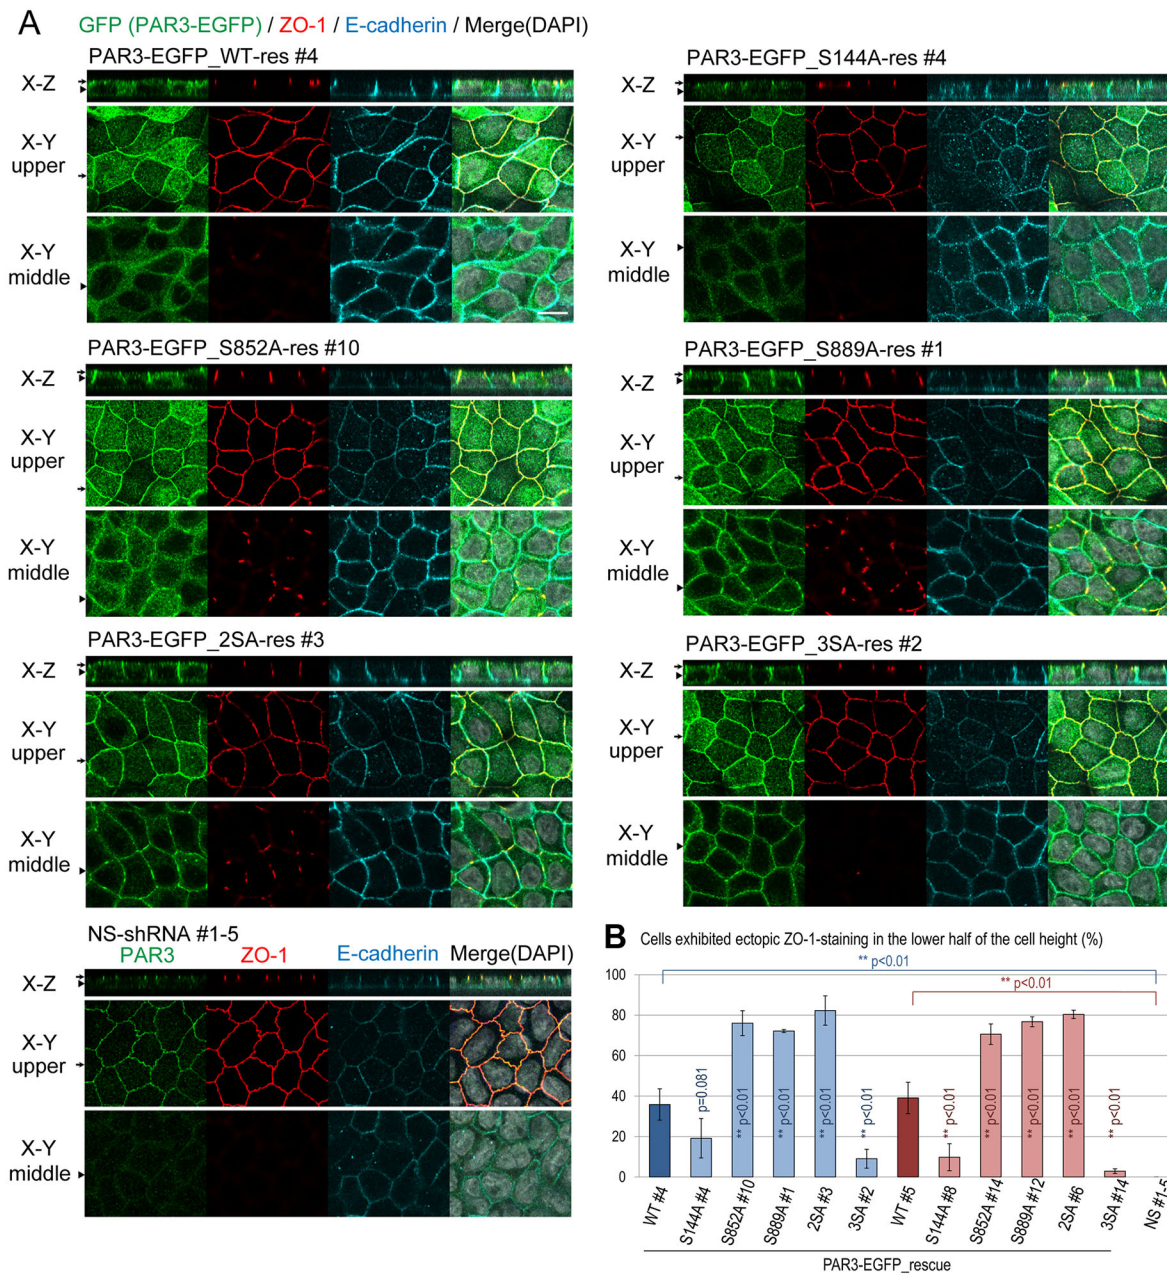 A
GFP (PAR3-EGFP) / ZO-1 / E-cadherin / Merge(DAPI)
PAR3-EGFP_WT-res #4
X-Z
X-Y
upper
X-Y
middle
PAR3-EGFP_S144A-res #4
X-Z
X-Y
upper
X-Y
middle
PAR3-EGFP_S852A-res #10
X-Z
X-Y
upper
X-Y
middle
PAR3-EGFP_S889A-res #1
X-Z
X-Y
upper
X-Y
middle
PAR3-EGFP_2SA-res #3
X-Z
X-Y
upper
X-Y
middle
PAR3-EGFP_3SA-res #2
X-Z
X-Y
upper
X-Y
middle
NS-shRNA #1-5
PAR3 ZO-1 E-cadherin Merge(DAPI)
X-Z
X-Y
upper
X-Y
middle
B Cells exhibited ectopic ZO-1-staining in the lower half of the cell height (%)
** p<0.01
** p<0.01
100
80
60
40
20
0
p=0.081
** p<0.01
** p<0.01
** p<0.01
** p<0.01
** p<0.01
** p<0.01
** p<0.01
** p<0.01
** p<0.01
WT #4
S144A #4
S852A #10
S889A #1
2SA #3
3SA #2
WT #5
S144A #8
S852A #14
S889A #12
2SA #6
3SA #14
NS #1-5
PAR3-EGFP_rescue